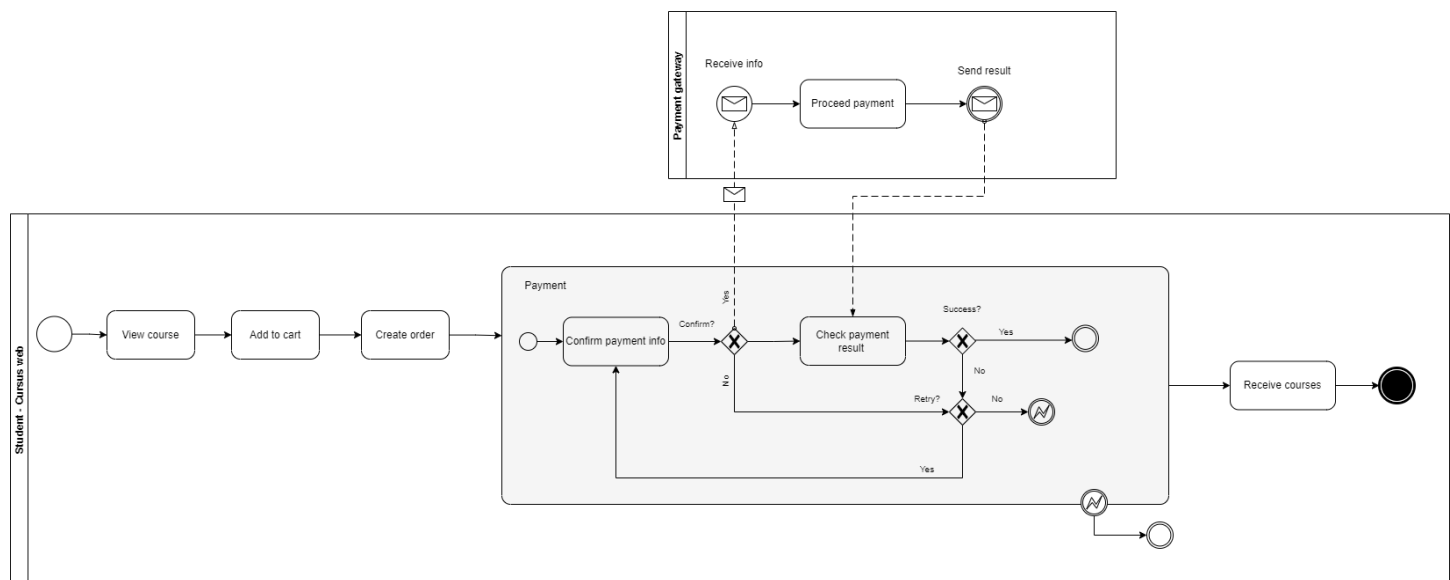 Payment gateway
Receive info
Send result
Proceed payment
Student - Cursus web
Payment
View course
Add to cart
Create order
Confirm payment info
Confirm?
Yes
No
Check payment
result
Success?
Yes
No
Retry?
No
Yes
Receive courses